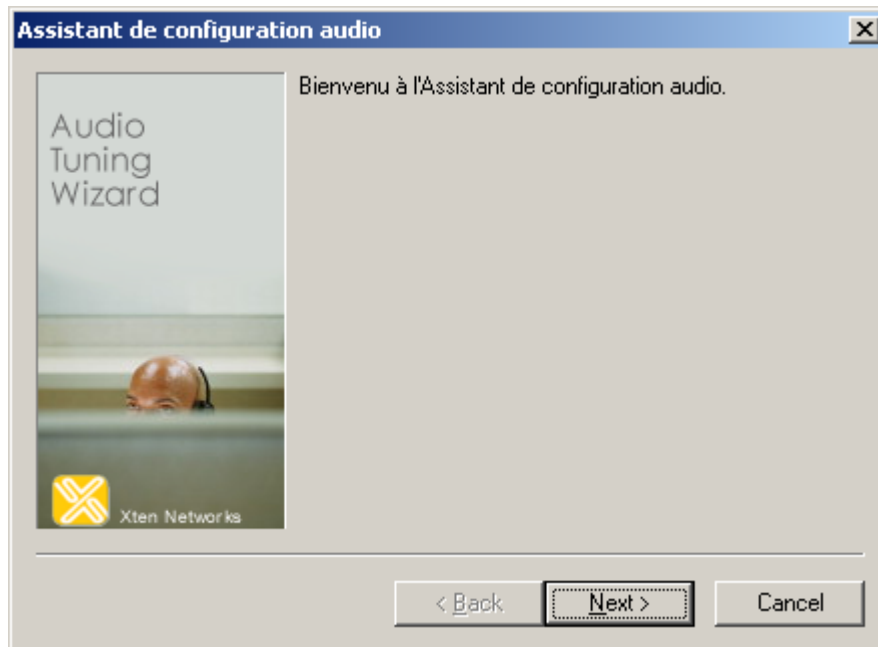 Assistant de configuration audio
Bienvenu à l'Assistant de configuration audio.
Audio
Tuning
Wizard
Xten Networks
< Back
Next >
Cancel